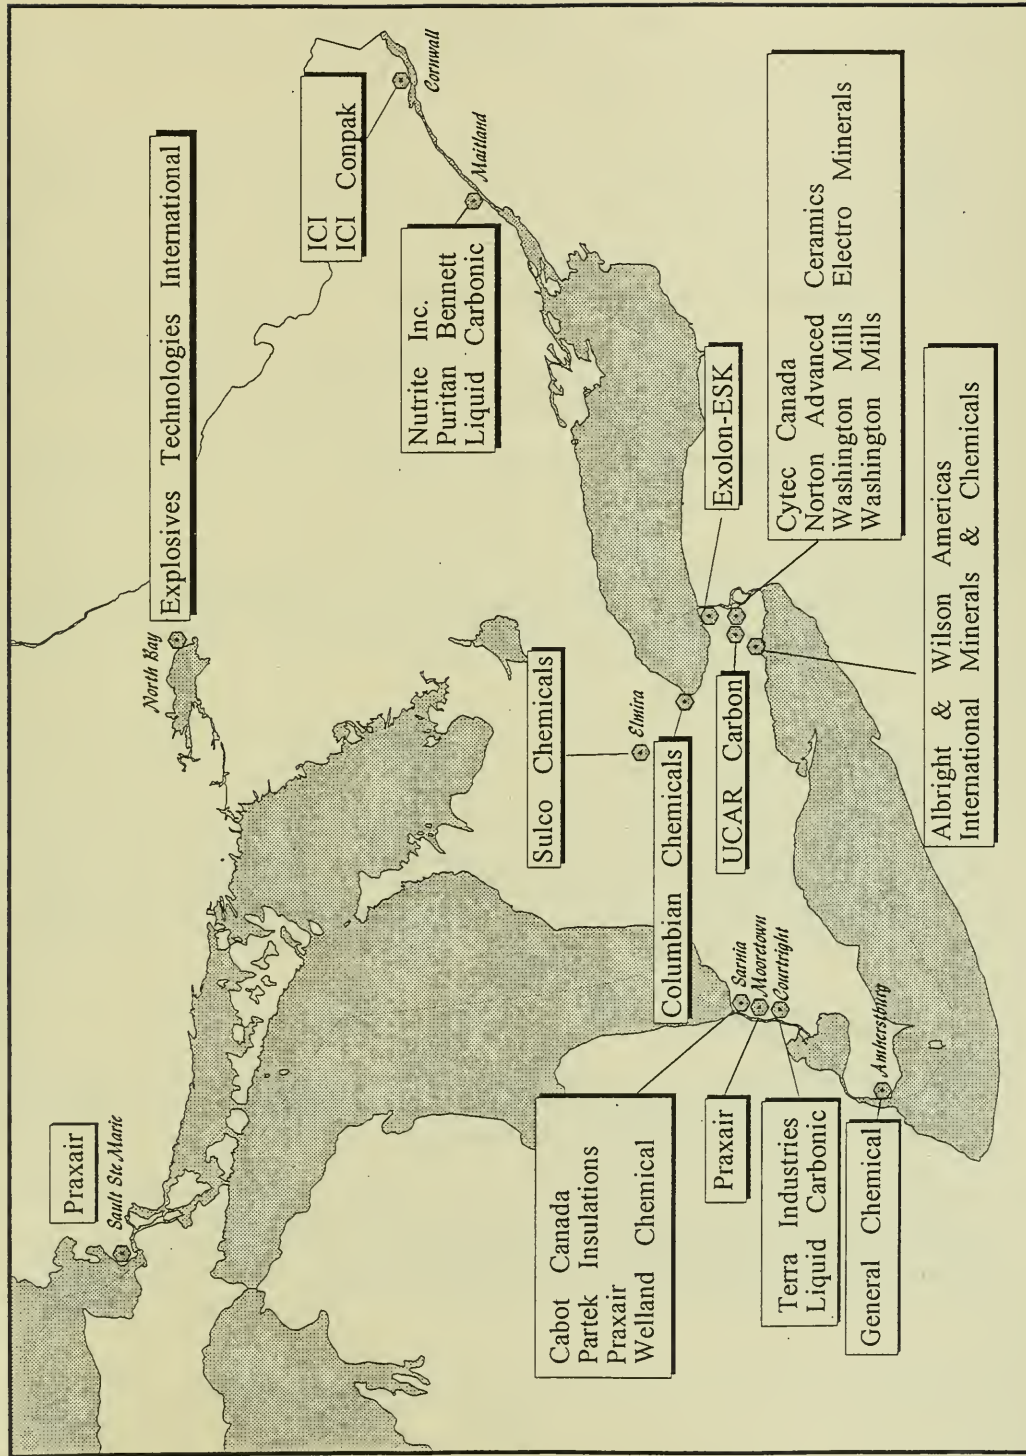 Praxair
Sault Ste Marie
North Bay
Explosives Technologies International
ICI
ICI Conpak
Cornwall
Nutrite Inc.
Puritan Bennett
Liquid Carbonic
Maitland
Sulco Chemicals
Elmira
Columbian Chemicals
UCAR Carbon
Exolon-ESK
Cytec Canada
Norton Advanced Ceramics
Washington Mills Electro Minerals
Washington Mills
Albright & Wilson Americas
International Minerals & Chemicals
Cabot Canada
Partek Insulations
Praxair
Welland Chemical
Sarnia
Praxair
Mooretown
Terra Industries
Liquid Carbonic
Courtright
General Chemical
Amherstburg